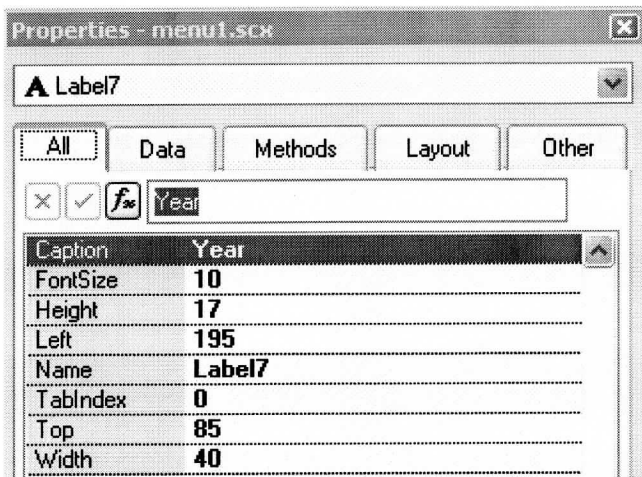 Properties - menu1.scx
A Label7
All Data Methods Layout Other
fx Year
Caption Year
FontSize 10
Height 17
Left 195
Name Label7
TabIndex 0
Top 85
Width 40